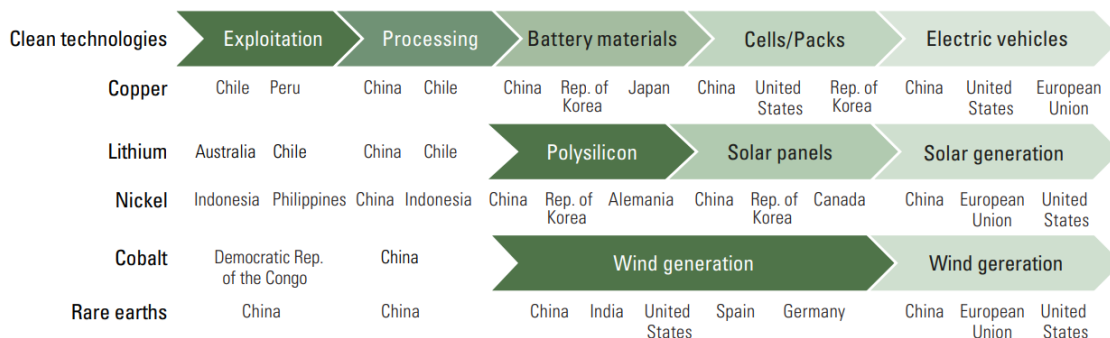 Clean technologies Exploitation Processing Battery materials Cells/Packs Electric vehicles
Copper Chile Peru China Chile China Rep. of Korea Japan China United States Rep. of Korea China United States European Union
Lithium Australia Chile China Chile Polysilicon Solar panels Solar generation
Nickel Indonesia Philippines China Indonesia China Rep. of Korea Alemania China Rep. of Korea Canada China European Union United States
Cobalt Democratic Rep. of the Congo China Wind generation Wind gereration
Rare earths China China China India United States Spain Germany China European Union United States